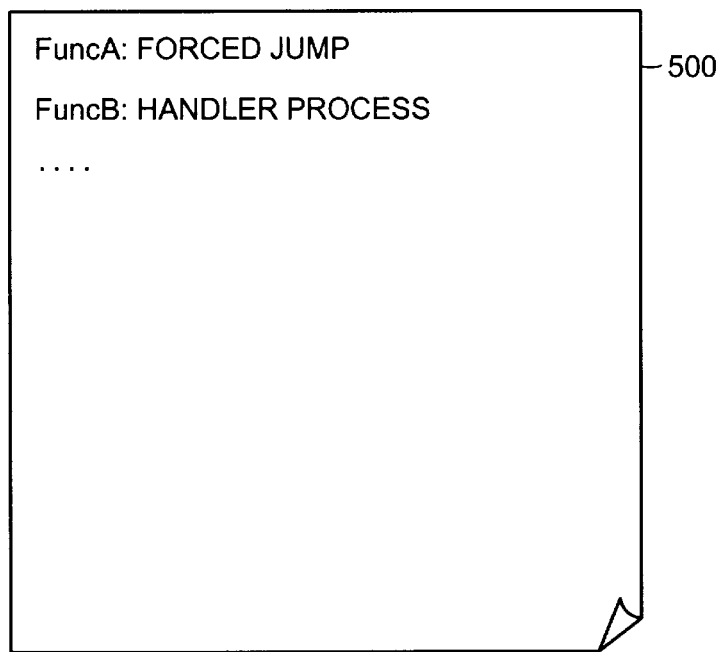 FuncA: FORCED JUMP
500
FuncB: HANDLER PROCESS
....